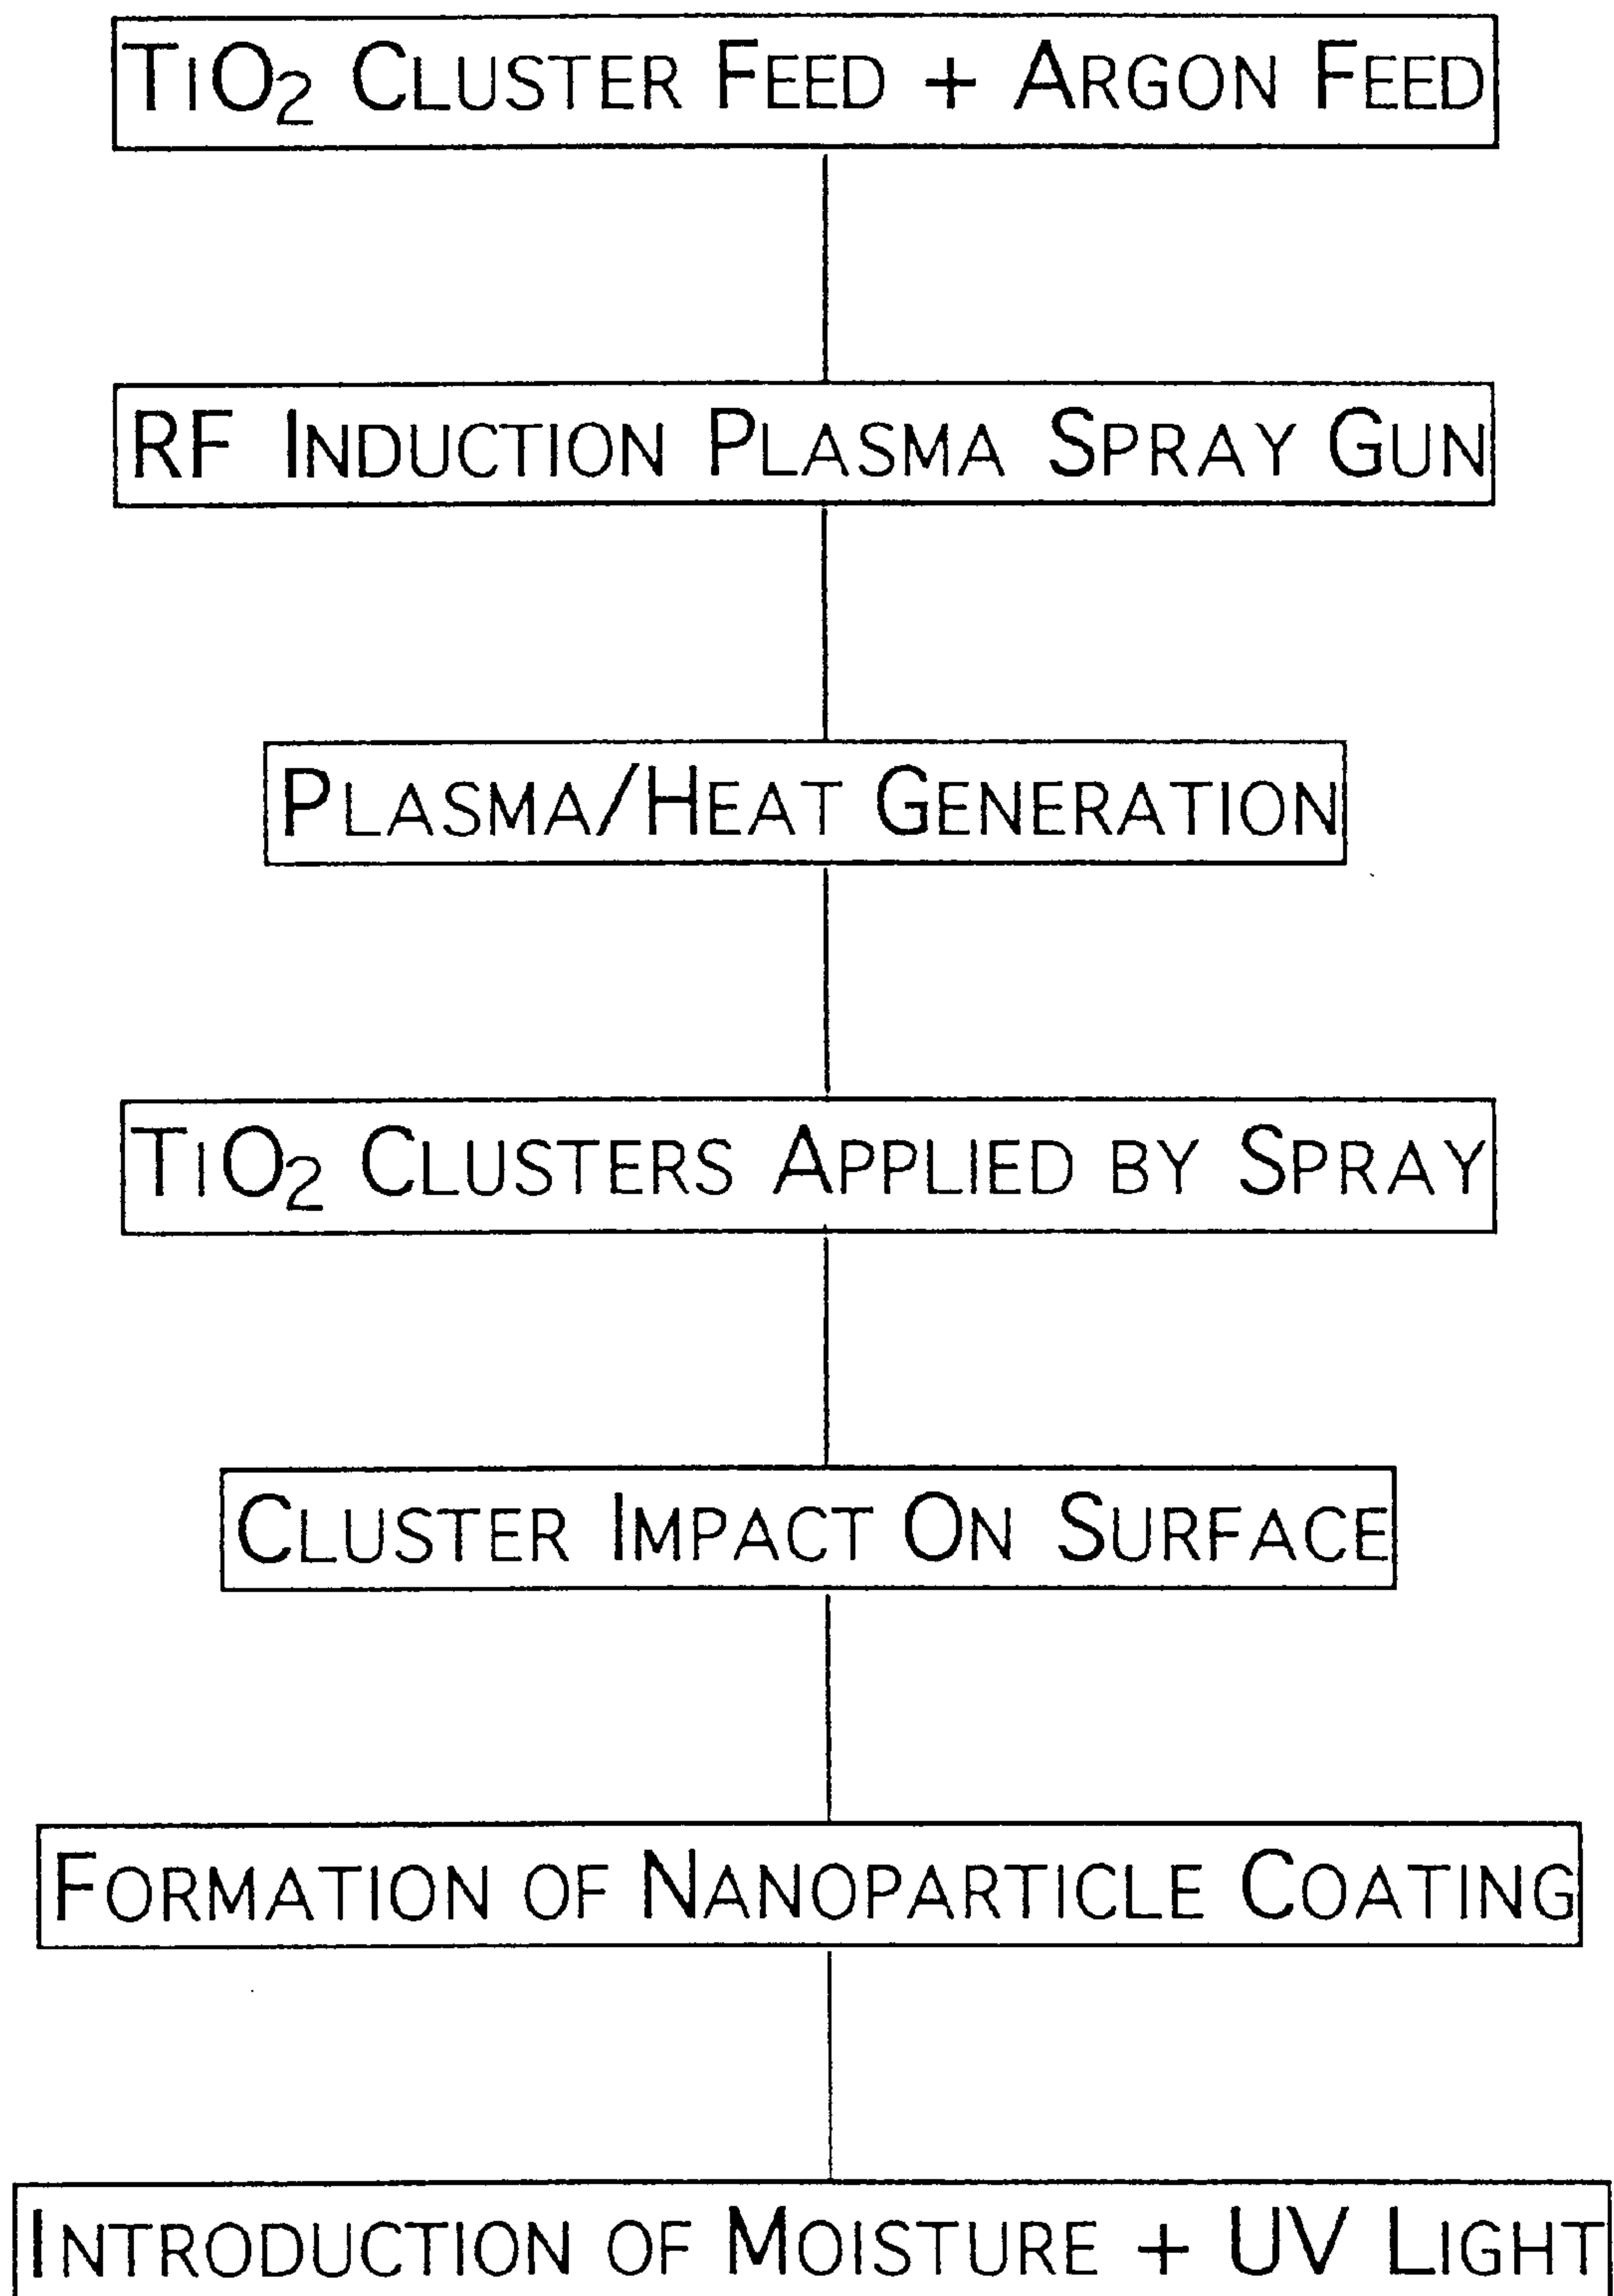 TiO₂ CLUSTER FEED + ARGON FEED
RF INDUCTION PLASMA SPRAY GUN
PLASMA/HEAT GENERATION
TiO₂ CLUSTERS APPLIED BY SPRAY
CLUSTER IMPACT ON SURFACE
FORMATION OF NANOPARTICLE COATING
INTRODUCTION OF MOISTURE + UV LIGHT